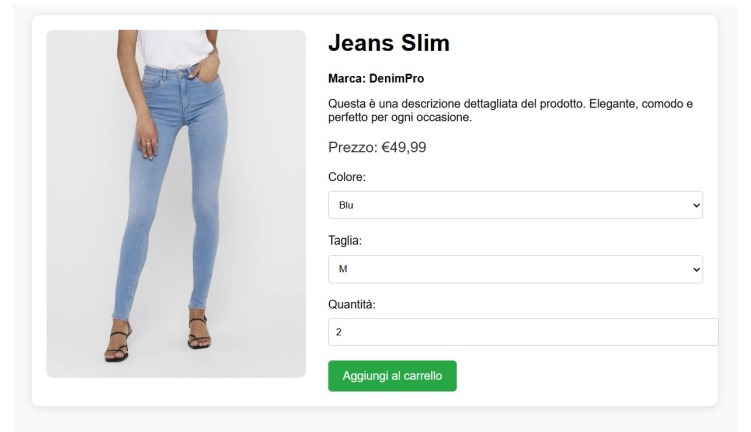 Jeans Slim
Marca: DenimPro
Questa è una descrizione dettagliata del prodotto. Elegante, comodo e
perfetto per ogni occasione.
Prezzo: €49,99
Colore:
Blu
Taglia:
M
Quantità:
2
Aggiungi al carrello